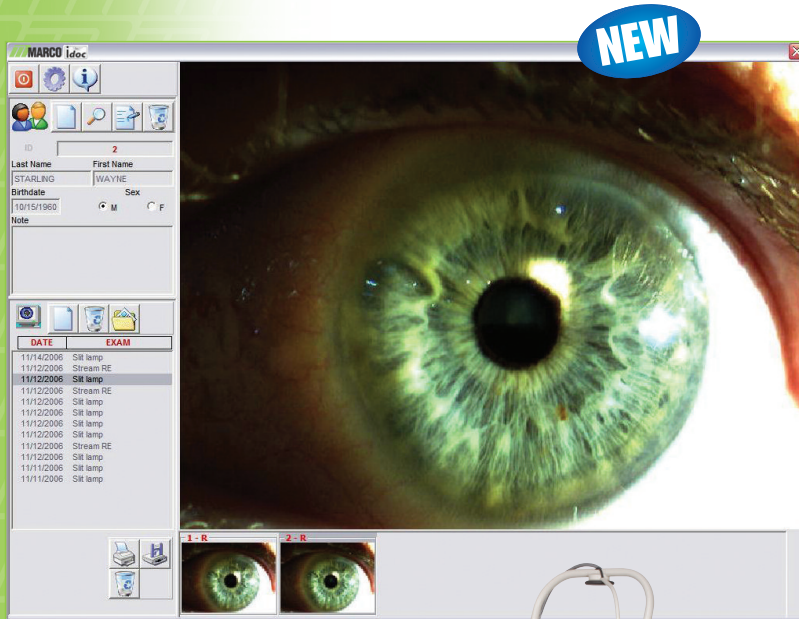 NEW
MARCO idoc
ID 2
Last Name First Name
STARLING WAYNE
Birthdate Sex
10/15/1960 M F
Note
DATE EXAM
11/14/2006 Slit lamp
11/12/2006 Stream RE
11/12/2006 Slit lamp
11/12/2006 Stream RE
11/12/2006 Slit lamp
11/12/2006 Slit lamp
11/12/2006 Slit lamp
11/12/2006 Slit lamp
11/12/2006 Stream RE
11/12/2006 Slit lamp
11/11/2006 Slit lamp
11/11/2006 Slit lamp
1 - R 2 - R